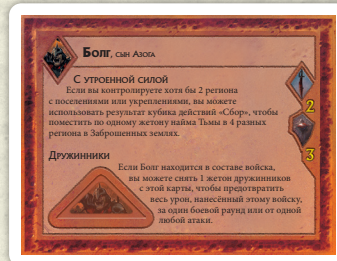 Болг, сын Азога
С утроенной силой
Если вы контролируете хотя бы 2 региона
с поселениями или укреплениями, вы можете
использовать результат кубика действий «Сбор», чтобы
поместить по одному жетону найма Тьмы в 4 разных
региона в Заброшенных землях.
2
3
Дружинники
Если Болг находится в составе войска,
вы можете снять 1 жетон дружинников
с этой карты, чтобы предотвратить
весь урон, нанесённый этому войску,
за один боевой раунд или от одной
любой атаки.